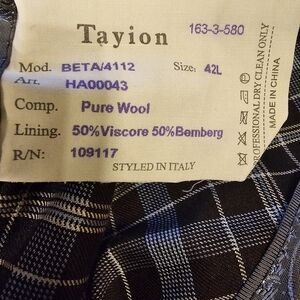 Tayion 163-3-580
Mod. BETA/4112 Size: 42L
Art. HA00043
Comp. Pure Wool
Lining. 50%Viscore 50%Bemberg
R/N: 109117
STYLED IN ITALY
PROFESSIONAL DRY CLEAN ONLY
MADE IN CHINA